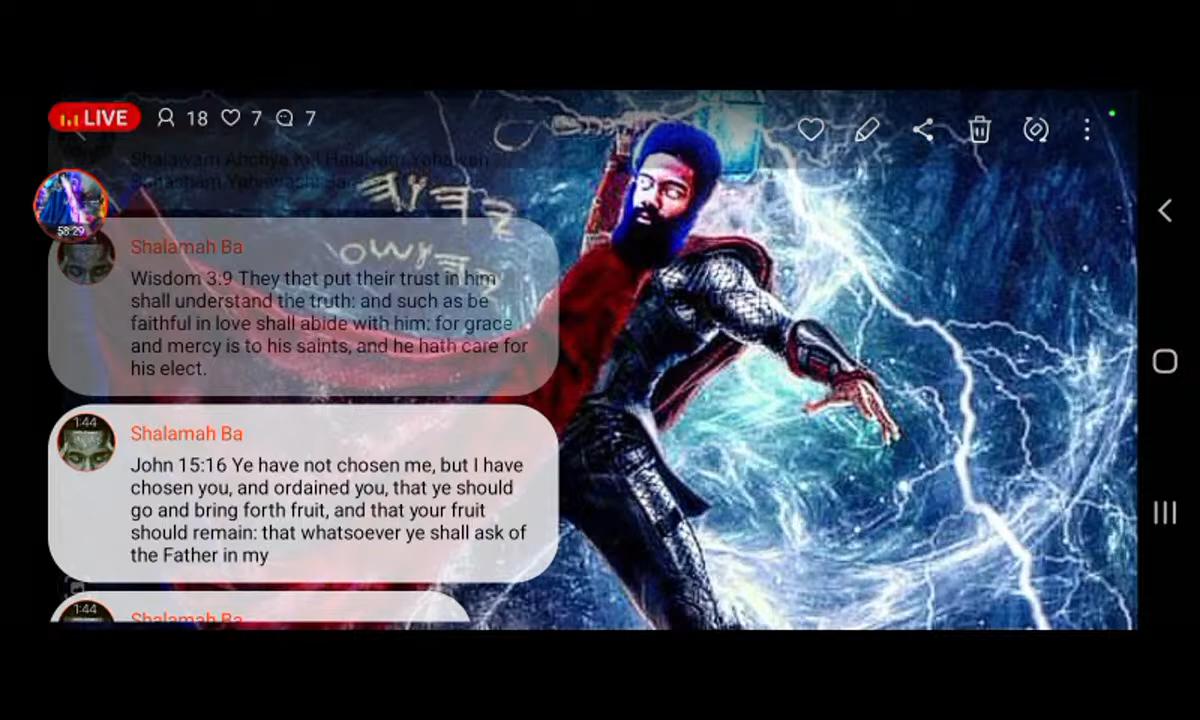 LIVE 18 7 7
Shalamah Ba
58:29
Wisdom 3:9 They that put their trust in him
shall understand the truth: and such as be
faithful in love shall abide with him: for grace
and mercy is to his saints, and he hath care for
his elect.
1:44
Shalamah Ba
John 15:16 Ye have not chosen me, but I have
chosen you, and ordained you, that ye should
go and bring forth fruit, and that your fruit
should remain: that whatsoever ye shall ask of
the Father in my
1:44
Shalamah Ba